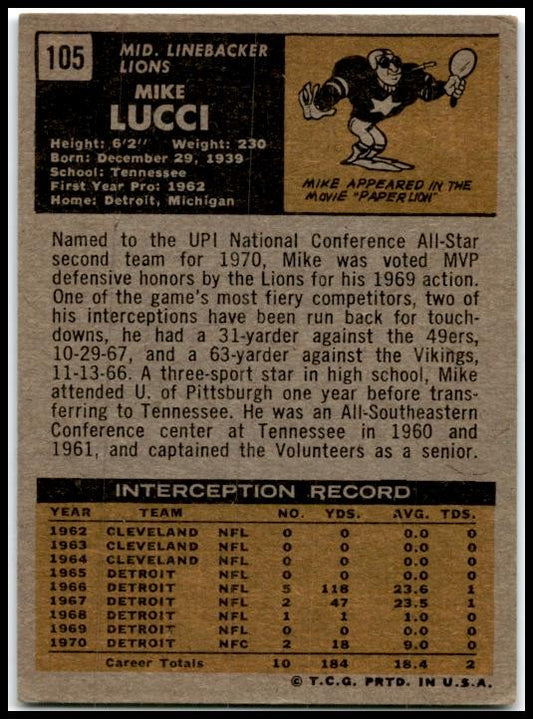 105
MID. LINEBACKER
LIONS
MIKE
LUCCI
Height: 6'2" Weight: 230
Born: December 29, 1939
School: Tennessee
First Year Pro: 1962
Home: Detroit, Michigan
MIKE APPEARED IN THE
MOVIE "PAPER LION"
Named to the UPI National Conference All-Star
second team for 1970, Mike was voted MVP
defensive honors by the Lions for his 1969 action.
One of the game's most fiery competitors, two of
his interceptions have been run back for touch-
downs, he had a 31-yarder against the 49ers,
10-29-67, and a 63-yarder against the Vikings,
11-13-66. A three-sport star in high school, Mike
attended U. of Pittsburgh one year before trans-
ferring to Tennessee. He was an All-Southeastern
Conference center at Tennessee in 1960 and
1961, and captained the Volunteers as a senior.
INTERCEPTION RECORD
YEAR TEAM NO. YDS. AVG. TDS.
1962 CLEVELAND NFL 0 0 0.0 0
1963 CLEVELAND NFL 0 0 0.0 0
1964 CLEVELAND NFL 0 0 0.0 0
1965 DETROIT NFL 0 0 0.0 0
1966 DETROIT NFL 5 118 23.6 1
1967 DETROIT NFL 2 47 23.5 1
1968 DETROIT NFL 1 1 1.0 0
1969 DETROIT NFL 0 0 0.0 0
1970 DETROIT NFC 2 18 9.0 0
Career Totals 10 184 18.4 2
© T.C.G. PRTD. IN U.S.A.